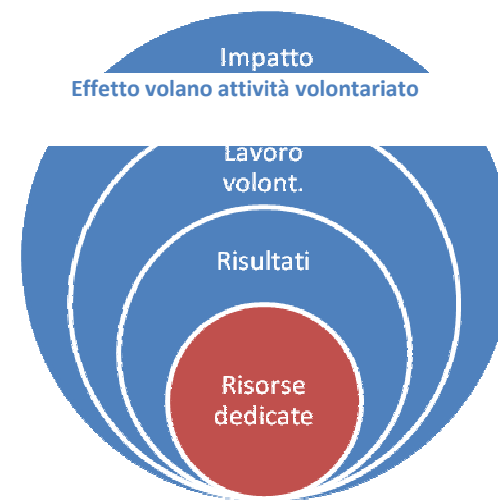 Impatto
Effetto volano attività volontariato
Lavoro
volont.
Risultati
Risorse
dedicate